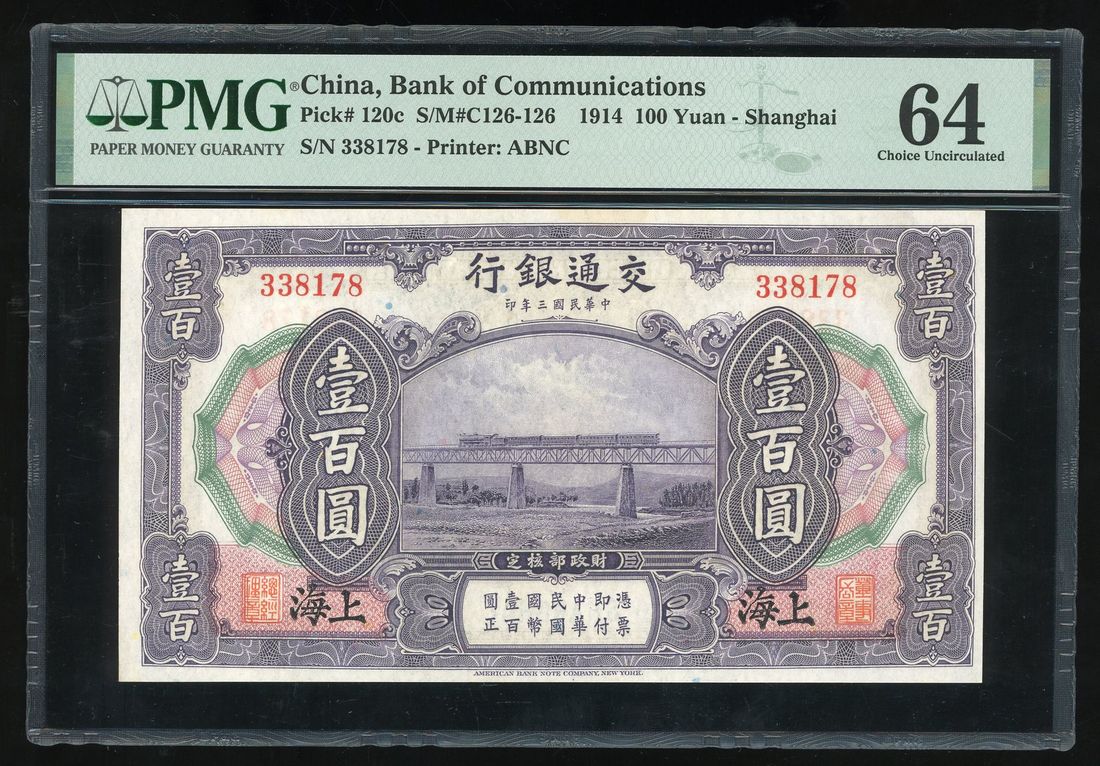 PMG® China, Bank of Communications
PAPER MONEY GUARANTY
Pick# 120c S/M#C126-126 1914 100 Yuan - Shanghai
S/N 338178 - Printer: ABNC
64
Choice Uncirculated
壹百
交通銀行
壹百
338178
338178
中華民國三年印
壹百圓
壹百圓
財政部核定
憑票
即付
中華
民國
國幣
壹百
圓正
上海
上海
壹百
壹百
AMERICAN BANK NOTE COMPANY, NEW YORK.